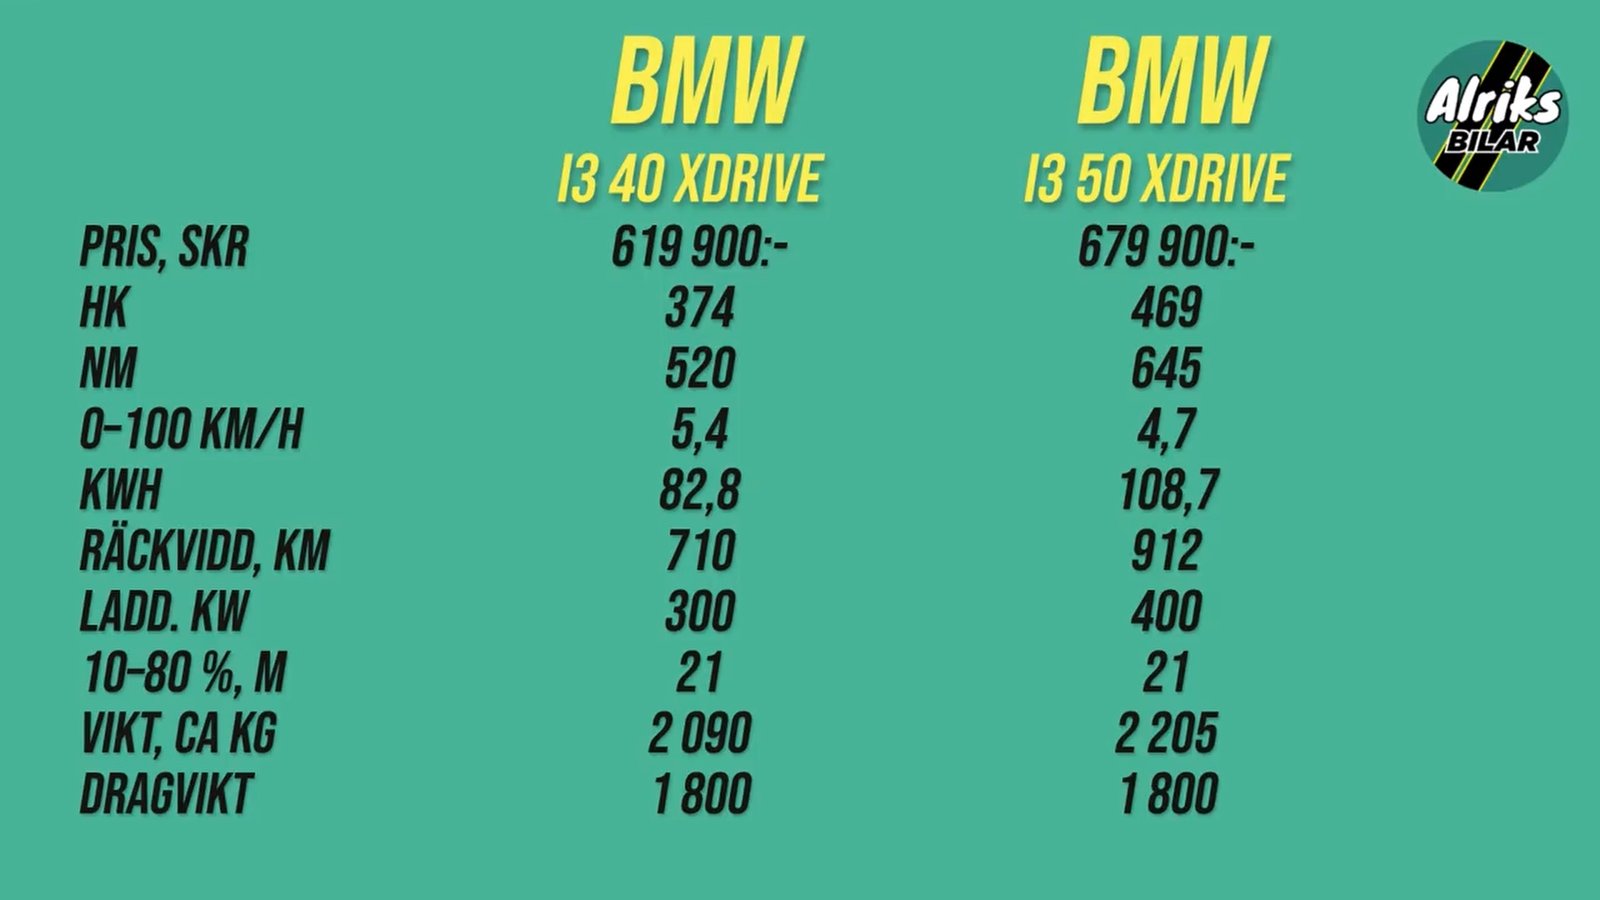 BMW BMW
I3 40 XDRIVE I3 50 XDRIVE
Alriks
BILAR
PRIS, SKR 619 900:- 679 900:-
HK 374 469
NM 520 645
0–100 KM/H 5,4 4,7
KWH 82,8 108,7
RÄCKVIDD, KM 710 912
LADD. KW 300 400
10–80 %, M 21 21
VIKT, CA KG 2 090 2 205
DRAGVIKT 1 800 1 800